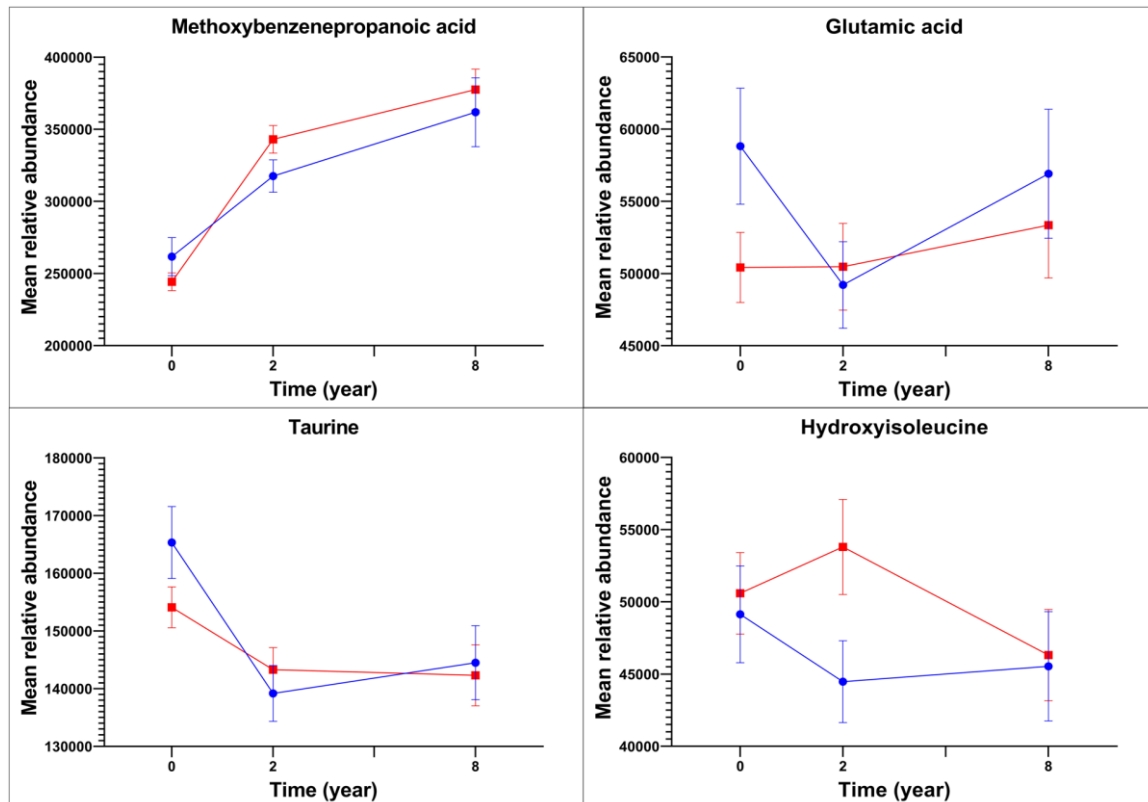 Methoxybenzenepropanoic acid
Mean relative abundance
400000
350000
300000
250000
200000
0
2
8
Time (year)
Glutamic acid
Mean relative abundance
65000
60000
55000
50000
45000
0
2
8
Time (year)
Taurine
Mean relative abundance
180000
170000
160000
150000
140000
130000
0
2
8
Time (year)
Hydroxyisoleucine
Mean relative abundance
60000
55000
50000
45000
40000
0
2
8
Time (year)